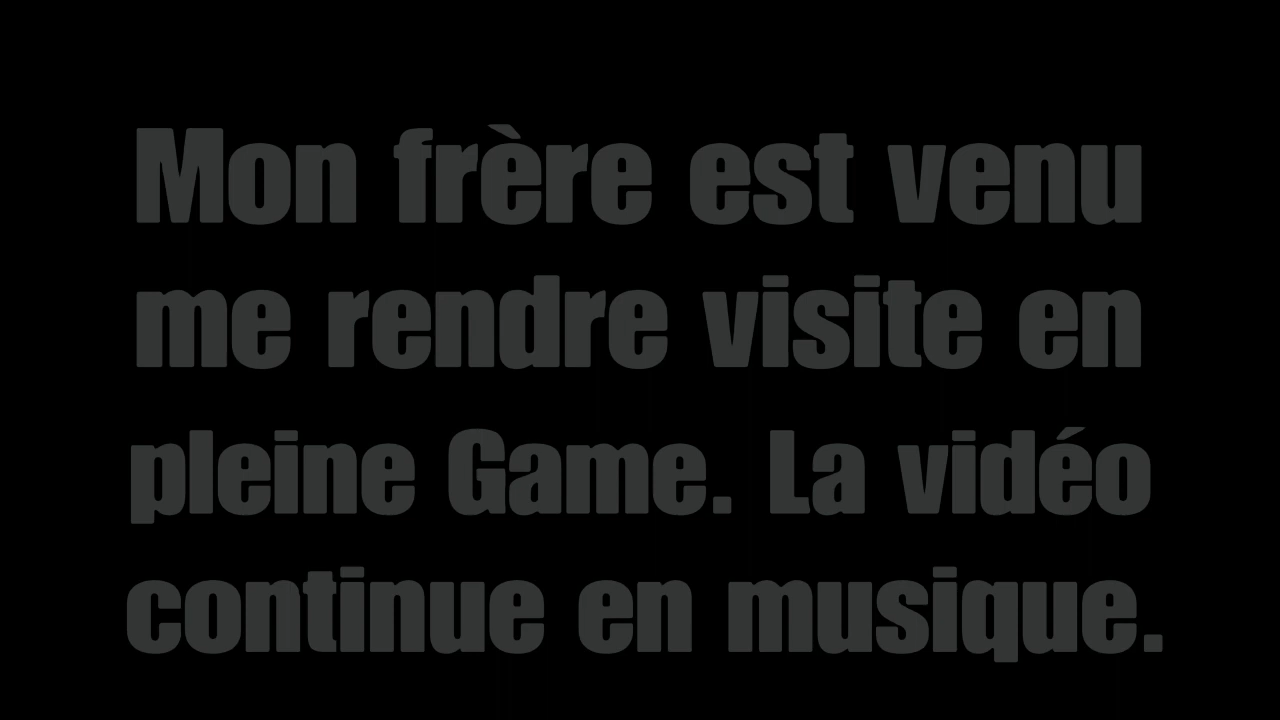 Mon frère est venu
me rendre visite en
pleine Game. La vidéo
continue en musique.